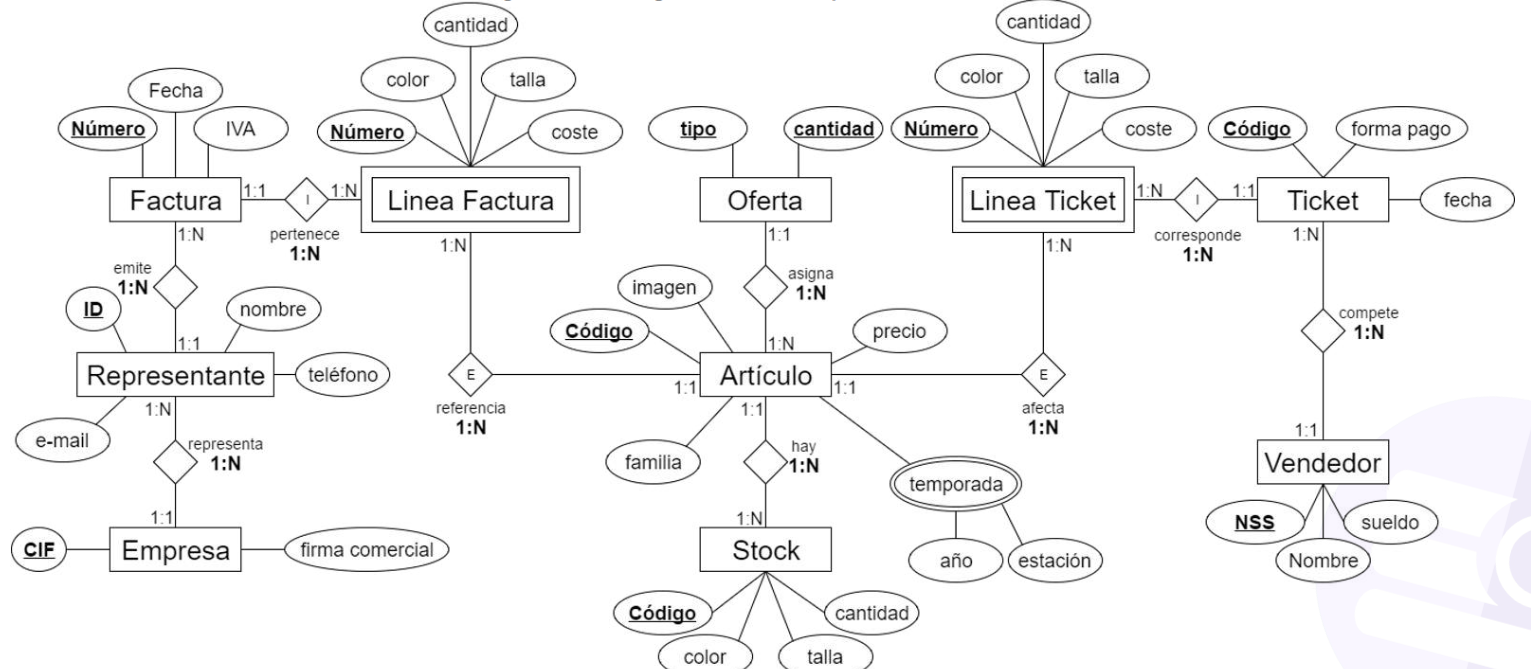 cantidad
cantidad
color
talla
color
talla
Fecha
Número
IVA
Número
coste
tipo
cantidad
Número
coste
Código
forma pago
Factura
1:1
I
1:N
Linea Factura
Oferta
Linea Ticket
1:N
I
1:1
Ticket
fecha
pertenece
1:N
corresponde
1:N
1:N
1:N
1:1
1:N
1:N
emite
1:N
asigna
1:N
imagen
ID
nombre
Código
precio
compete
1:N
1:1
1:N
Representante
teléfono
E
1:1
Artículo
1:1
E
referencia
1:N
1:N
1:1
afecta
1:N
e-mail
representa
1:N
familia
hay
1:N
temporada
1:1
Vendedor
1:1
1:N
CIF
Empresa
firma comercial
Stock
año
estación
NSS
sueldo
Nombre
Código
cantidad
color
talla